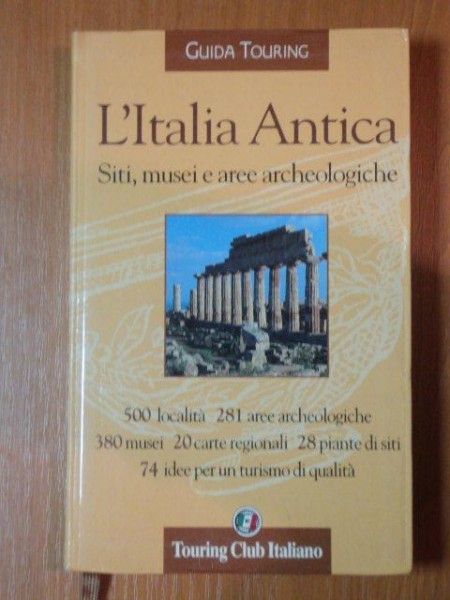 GUIDA TOURING
L'Italia Antica
Siti, musei e aree archeologiche
500 località 281 aree archeologiche
380 musei 20 carte regionali 28 piante di siti
74 idee per un turismo di qualità
Touring Club Italiano